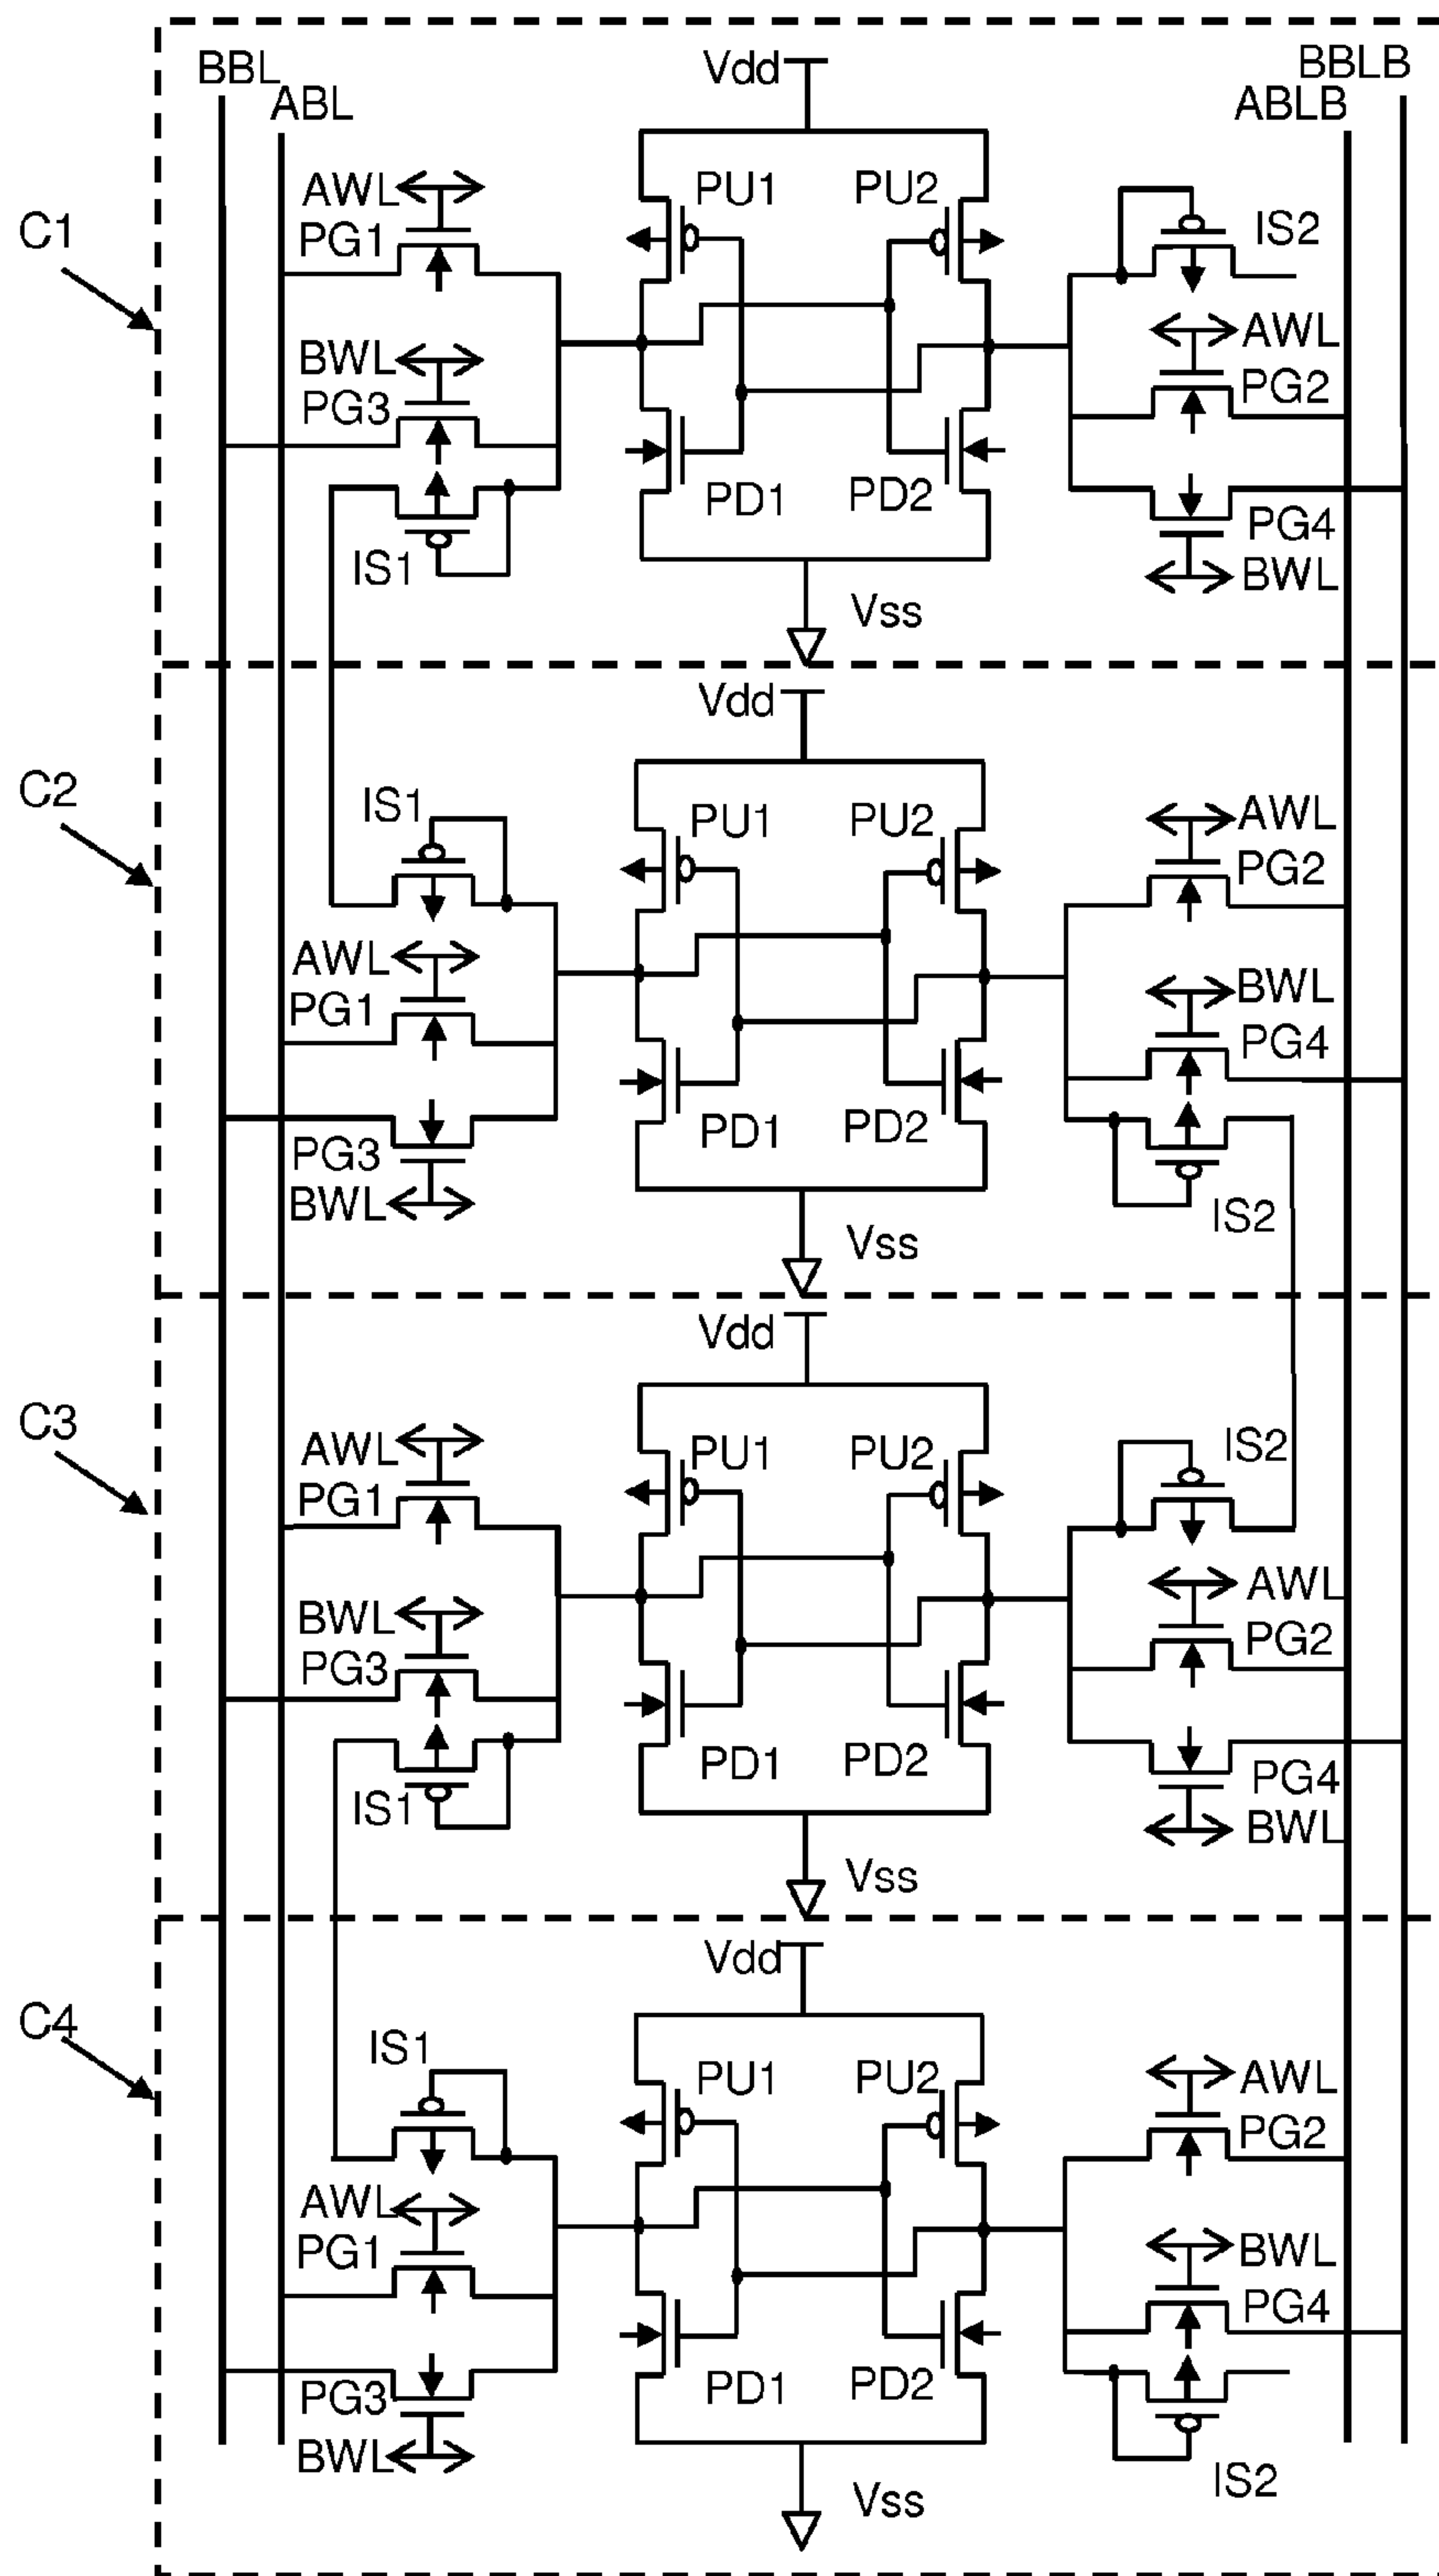 BBL
ABL
Vdd
BBLB
ABLB
C1
AWL
PG1
PU1
PU2
IS2
BWL
PG3
AWL
PG2
IS1
PD1
PD2
PG4
BWL
Vss
C2
Vdd
IS1
PU1
PU2
AWL
PG2
AWL
PG1
BWL
PG4
PG3
BWL
PD1
PD2
IS2
Vss
C3
Vdd
AWL
PG1
PU1
PU2
IS2
BWL
PG3
AWL
PG2
IS1
PD1
PD2
PG4
BWL
Vss
C4
Vdd
IS1
PU1
PU2
AWL
PG2
AWL
PG1
BWL
PG4
PG3
BWL
PD1
PD2
IS2
Vss